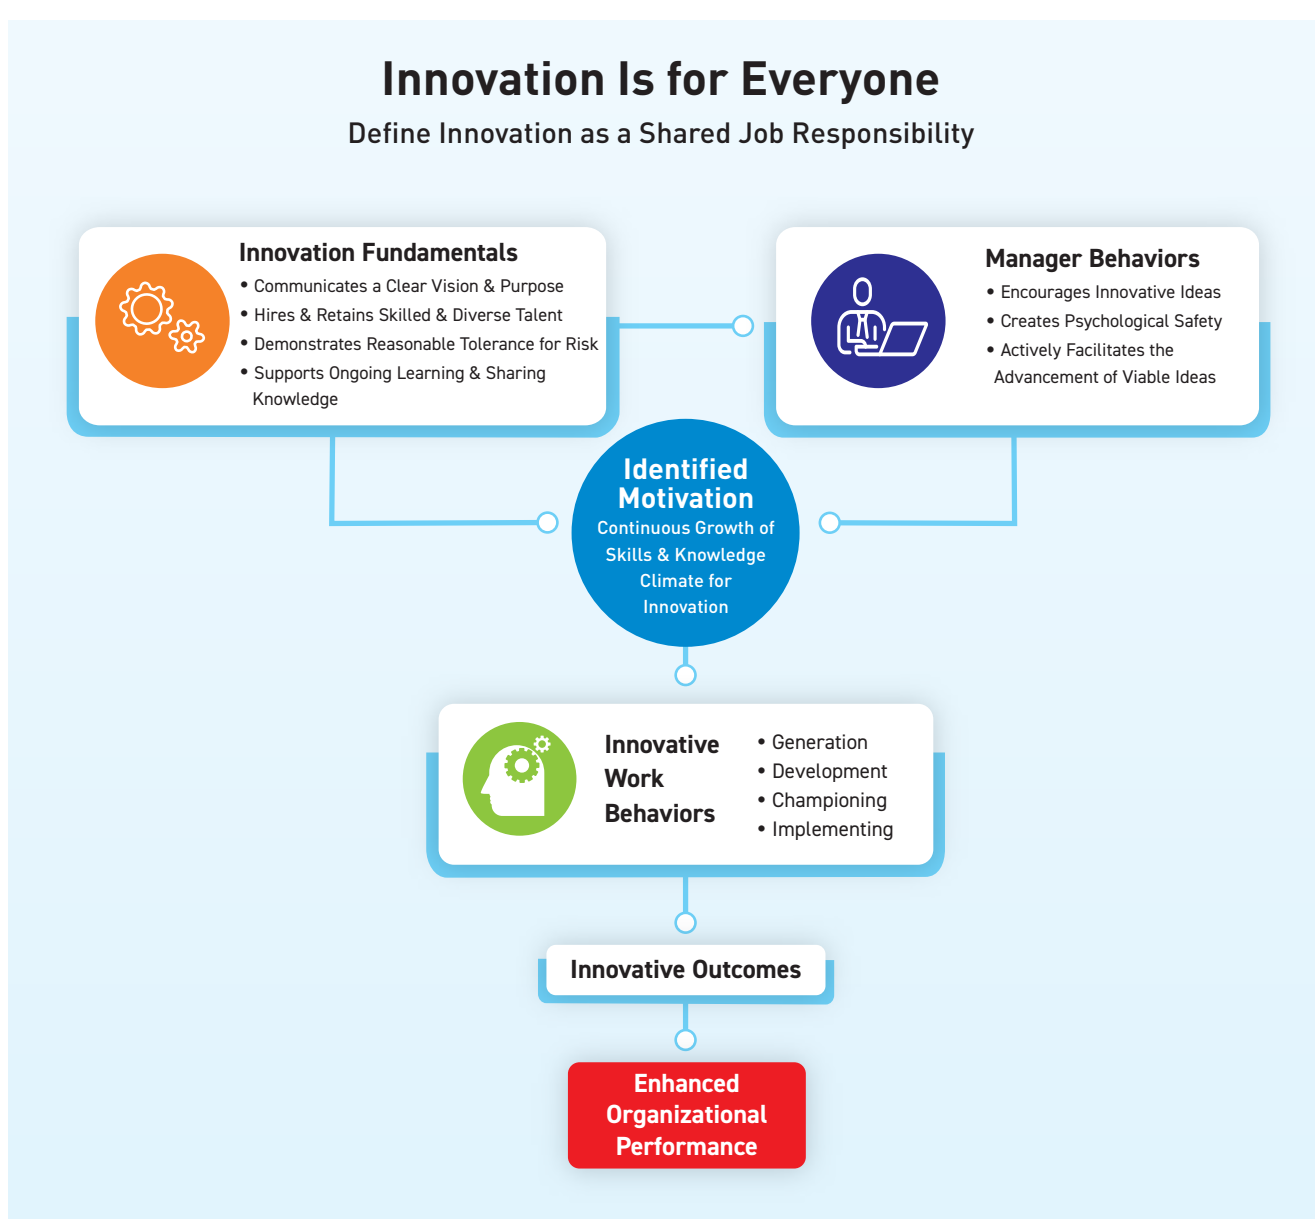 Innovation Is for Everyone
Define Innovation as a Shared Job Responsibility
Innovation Fundamentals
• Communicates a Clear Vision & Purpose
• Hires & Retains Skilled & Diverse Talent
• Demonstrates Reasonable Tolerance for Risk
• Supports Ongoing Learning & Sharing
Knowledge
Manager Behaviors
• Encourages Innovative Ideas
• Creates Psychological Safety
• Actively Facilitates the
Advancement of Viable Ideas
Identified
Motivation
Continuous Growth of
Skills & Knowledge
Climate for
Innovation
Innovative
Work
Behaviors
• Generation
• Development
• Championing
• Implementing
Innovative Outcomes
Enhanced
Organizational
Performance